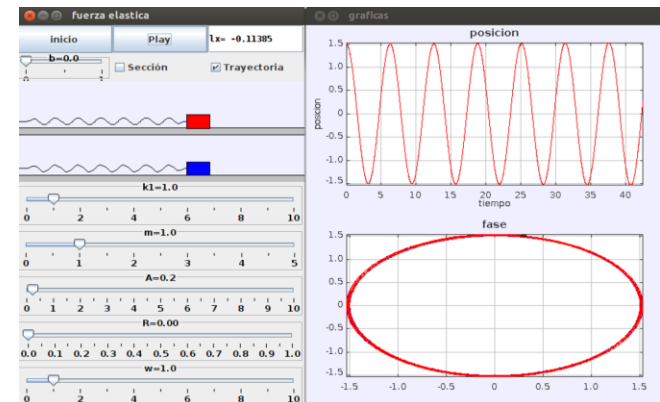 fuerza elastica
inicio Play lx= -0.11385
b=0.0
Sección Trayectoria
0 1
k1=1.0
0 2 4 6 8 10
m=1.0
0 1 2 3 4 5
A=0.2
0 1 2 3 4 5 6 7 8 9 10
R=0.00
0.0 0.1 0.2 0.3 0.4 0.5 0.6 0.7 0.8 0.9 1.0
w=1.0
0 2 4 6 8 10
graficas
posicion
posicion
1.5
1.0
0.5
0
-0.5
-1.0
-1.5
0 5 10 15 20 25 30 35 40
tiempo
fase
1.5
1.0
0.5
0
-0.5
-1.0
-1.5
-1.5 -1.0 -0.5 0 0.5 1.0 1.5